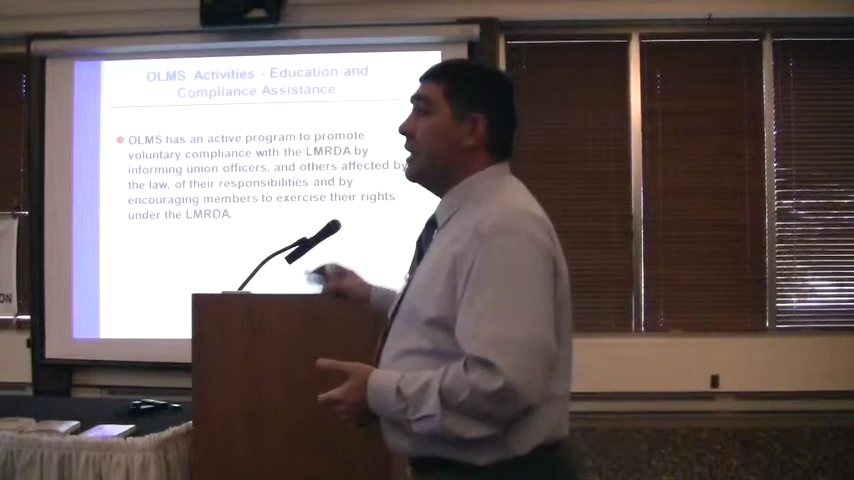 OLMS Activities - Education and
Compliance Assistance
OLMS has an active program to promote
voluntary compliance with the LMRDA by
informing union officers, and others affected by
the law, of their responsibilities and by
encouraging members to exercise their rights
under the LMRDA.
ON